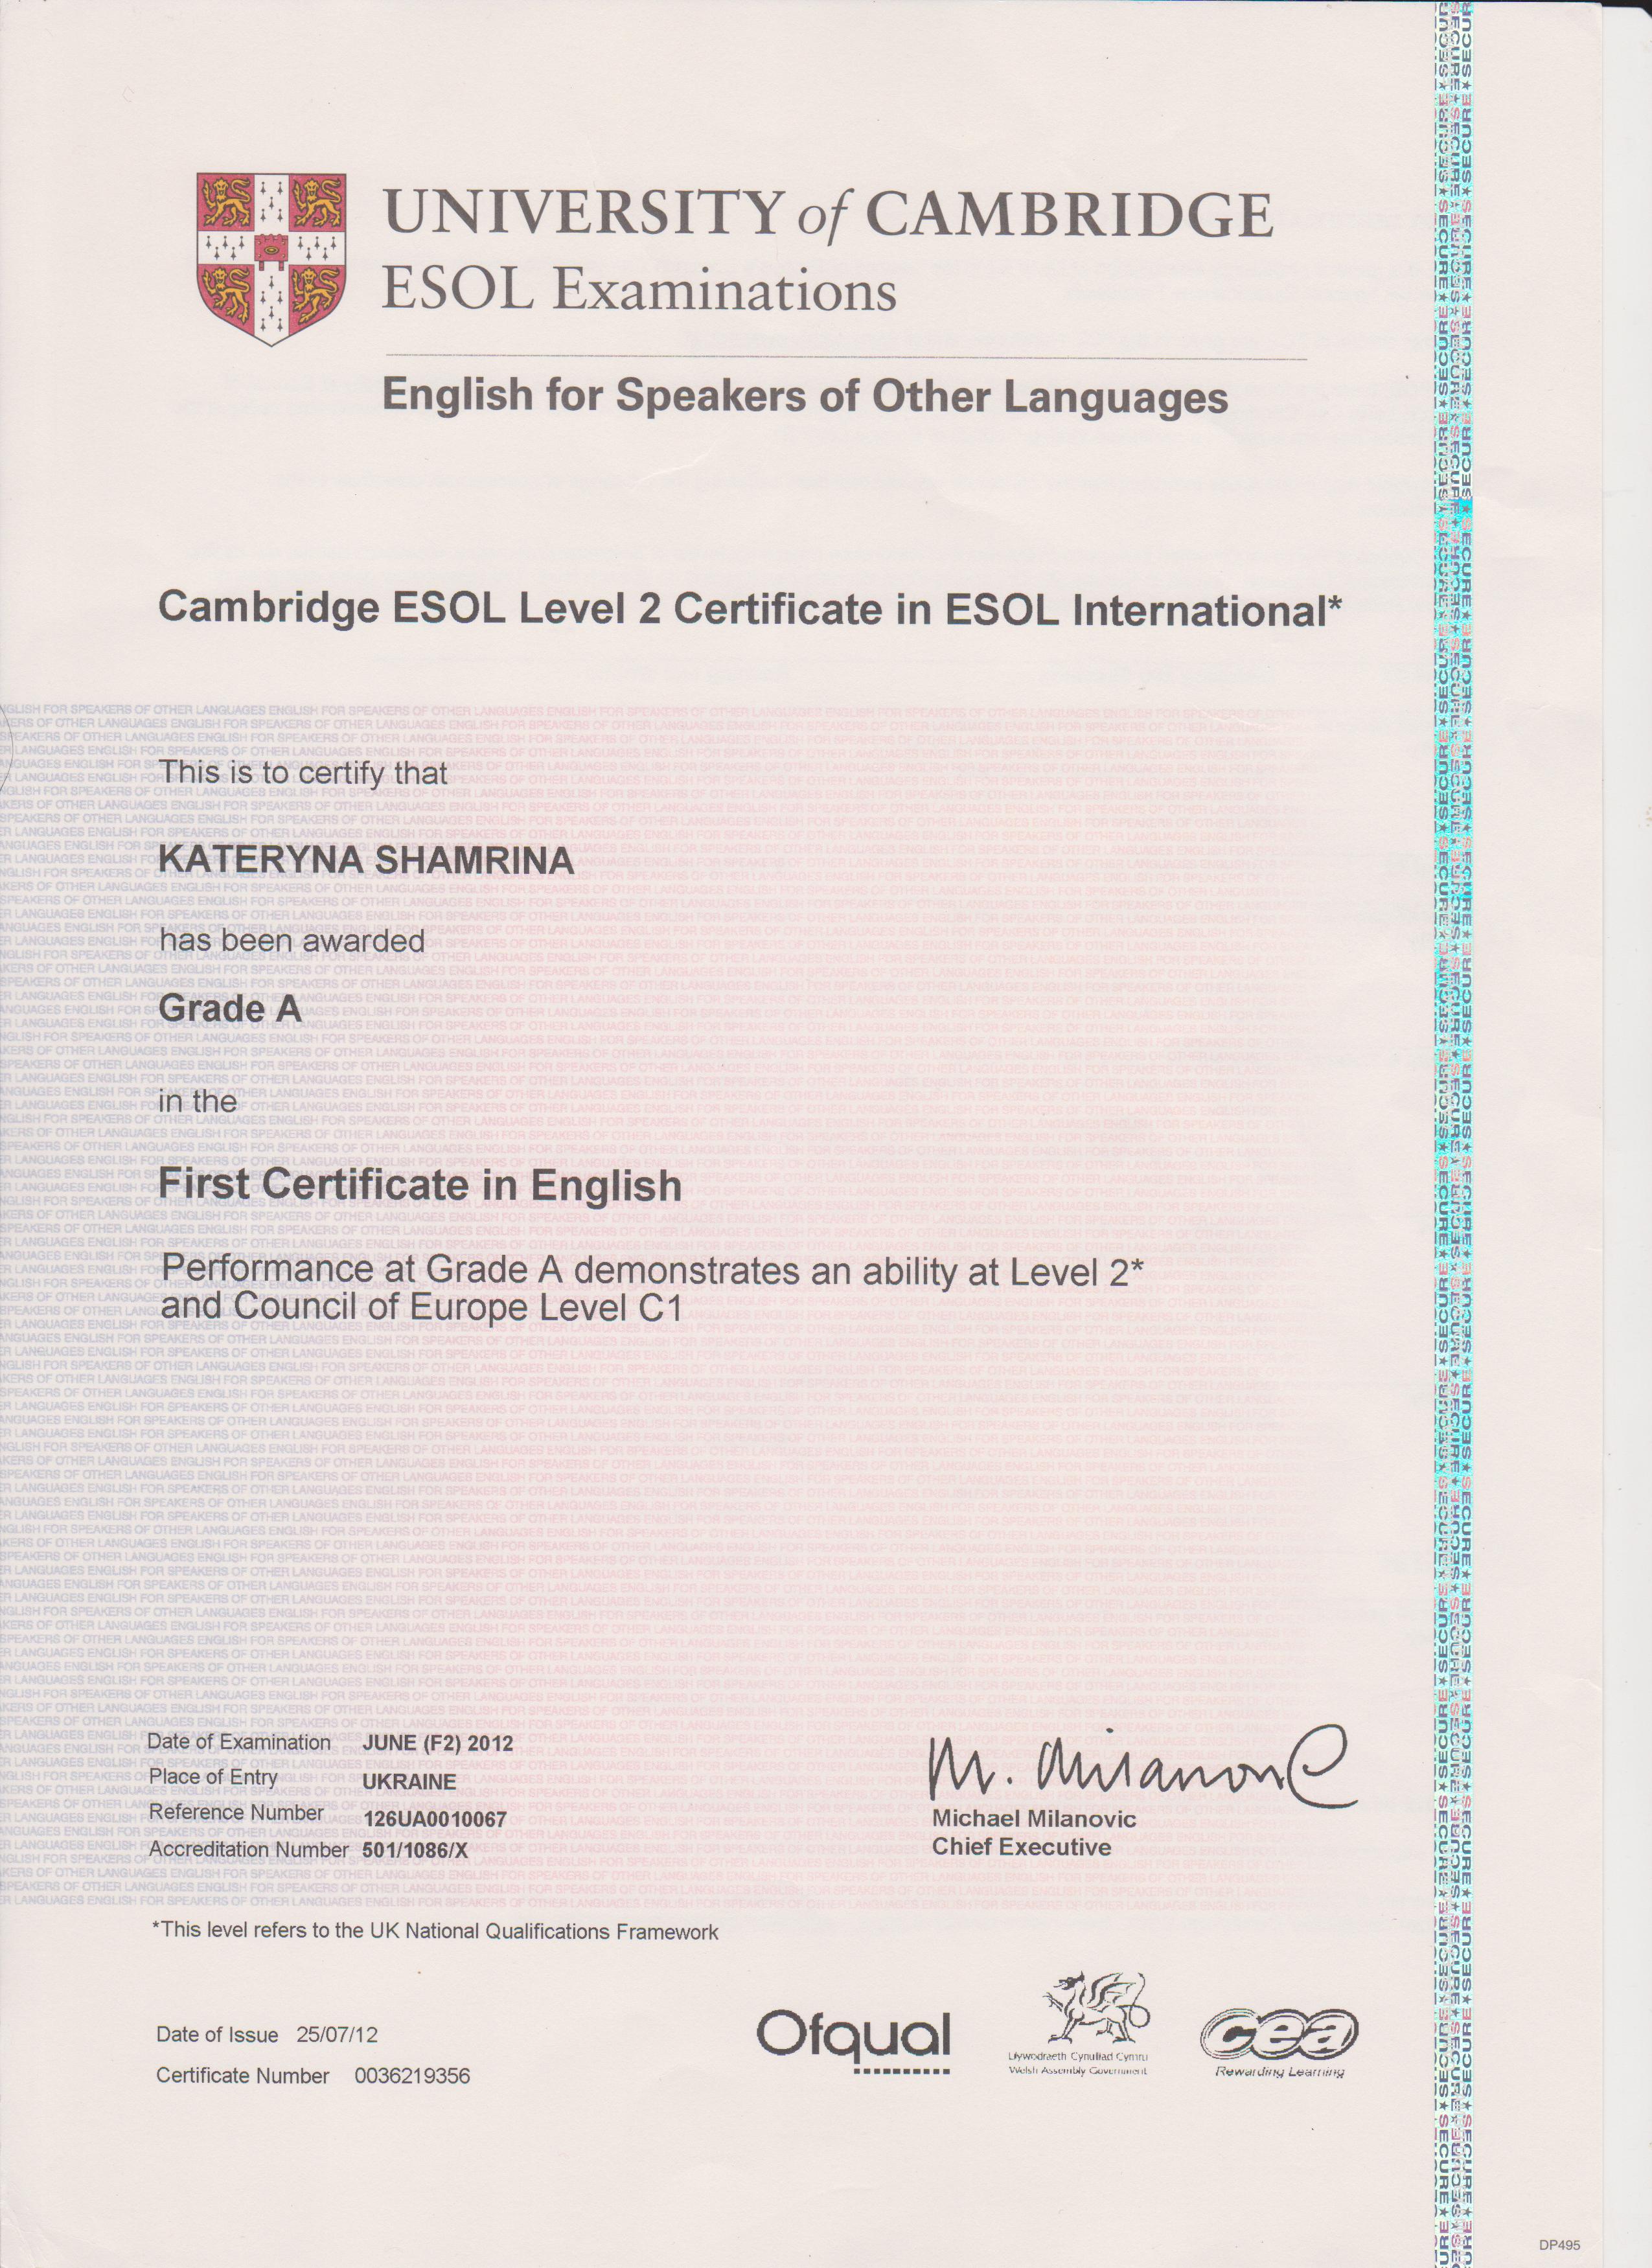 UNIVERSITY of CAMBRIDGE
ESOL Examinations
English for Speakers of Other Languages
Cambridge ESOL Level 2 Certificate in ESOL International*
This is to certify that
KATERYNA SHAMRINA
has been awarded
Grade A
in the
First Certificate in English
Performance at Grade A demonstrates an ability at Level 2*
and Council of Europe Level C1
Date of Examination JUNE (F2) 2012
Place of Entry UKRAINE
Reference Number 126UA0010067
Accreditation Number 501/1086/X
M. Milanovic
Michael Milanovic
Chief Executive
*This level refers to the UK National Qualifications Framework
Date of Issue 25/07/12
Certificate Number 0036219356
Ofqual
Llywodraeth Cynulliad Cymru
Welsh Assembly Government
cea
Rewarding Learning
DP495